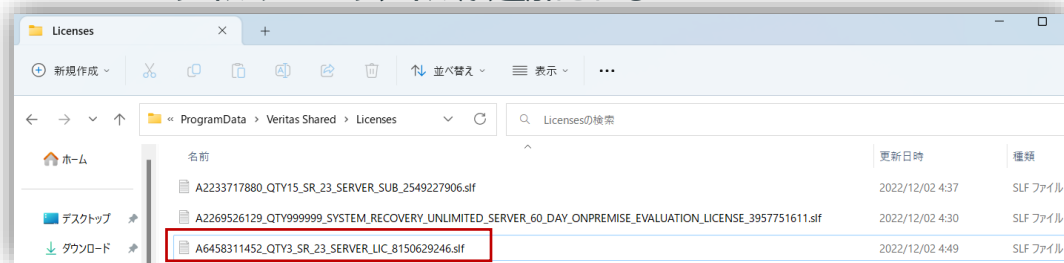 Licenses
新規作成
並べ替え
表示
« ProgramData > Veritas Shared > Licenses
Licensesの検索
ホーム
名前
更新日時
種類
A2233717880_QTY15_SR_23_SERVER_SUB_2549227906.slf
2022/12/02 4:37
SLF ファイル
デスクトップ
A2269526129_QTY999999_SYSTEM_RECOVERY_UNLIMITED_SERVER_60_DAY_ONPREMISE_EVALUATION_LICENSE_3957751611.slf
2022/12/02 4:30
SLF ファイル
ダウンロード
A6458311452_QTY3_SR_23_SERVER_LIC_8150629246.slf
2022/12/02 4:49
SLF ファイル